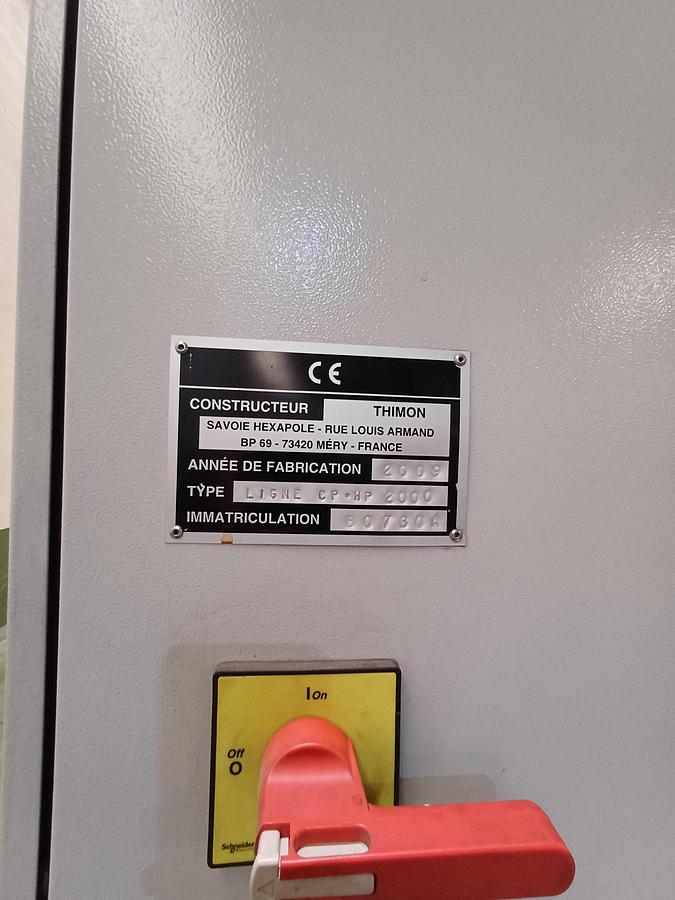 CE
CONSTRUCTEUR THIMON
SAVOIE HEXAPOLE - RUE LOUIS ARMAND
BP 69 - 73420 MÉRY - FRANCE
ANNÉE DE FABRICATION 2009
TYPE LIGNE CP•HP 2000
IMMATRICULATION
I On
Off
O
Schneider